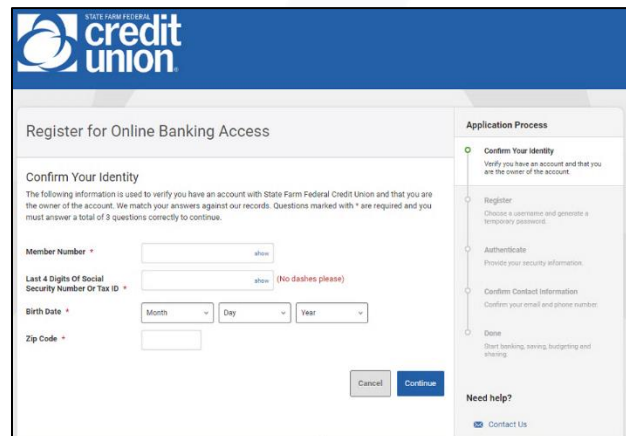 STATE FARM FEDERAL
credit
union
Register for Online Banking Access
Confirm Your Identity
The following information is used to verify you have an account with State Farm Federal Credit Union and that you are
the owner of the account. We match your answers against our records. Questions marked with * are required and you
must answer a total of 3 questions correctly to continue.
Member Number *
show
Last 4 Digits Of Social
Security Number Or Tax ID *
show
(No dashes please)
Birth Date *
Month
Day
Year
Zip Code *
Cancel
Continue
Application Process
Confirm Your Identity
Verify you have an account and that you
are the owner of the account.
Register
Choose a username and generate a
temporary password.
Authenticate
Provide your security information.
Confirm Contact Information
Confirm your email and phone number.
Done
Start banking, saving, budgeting and
sharing.
Need help?
Contact Us